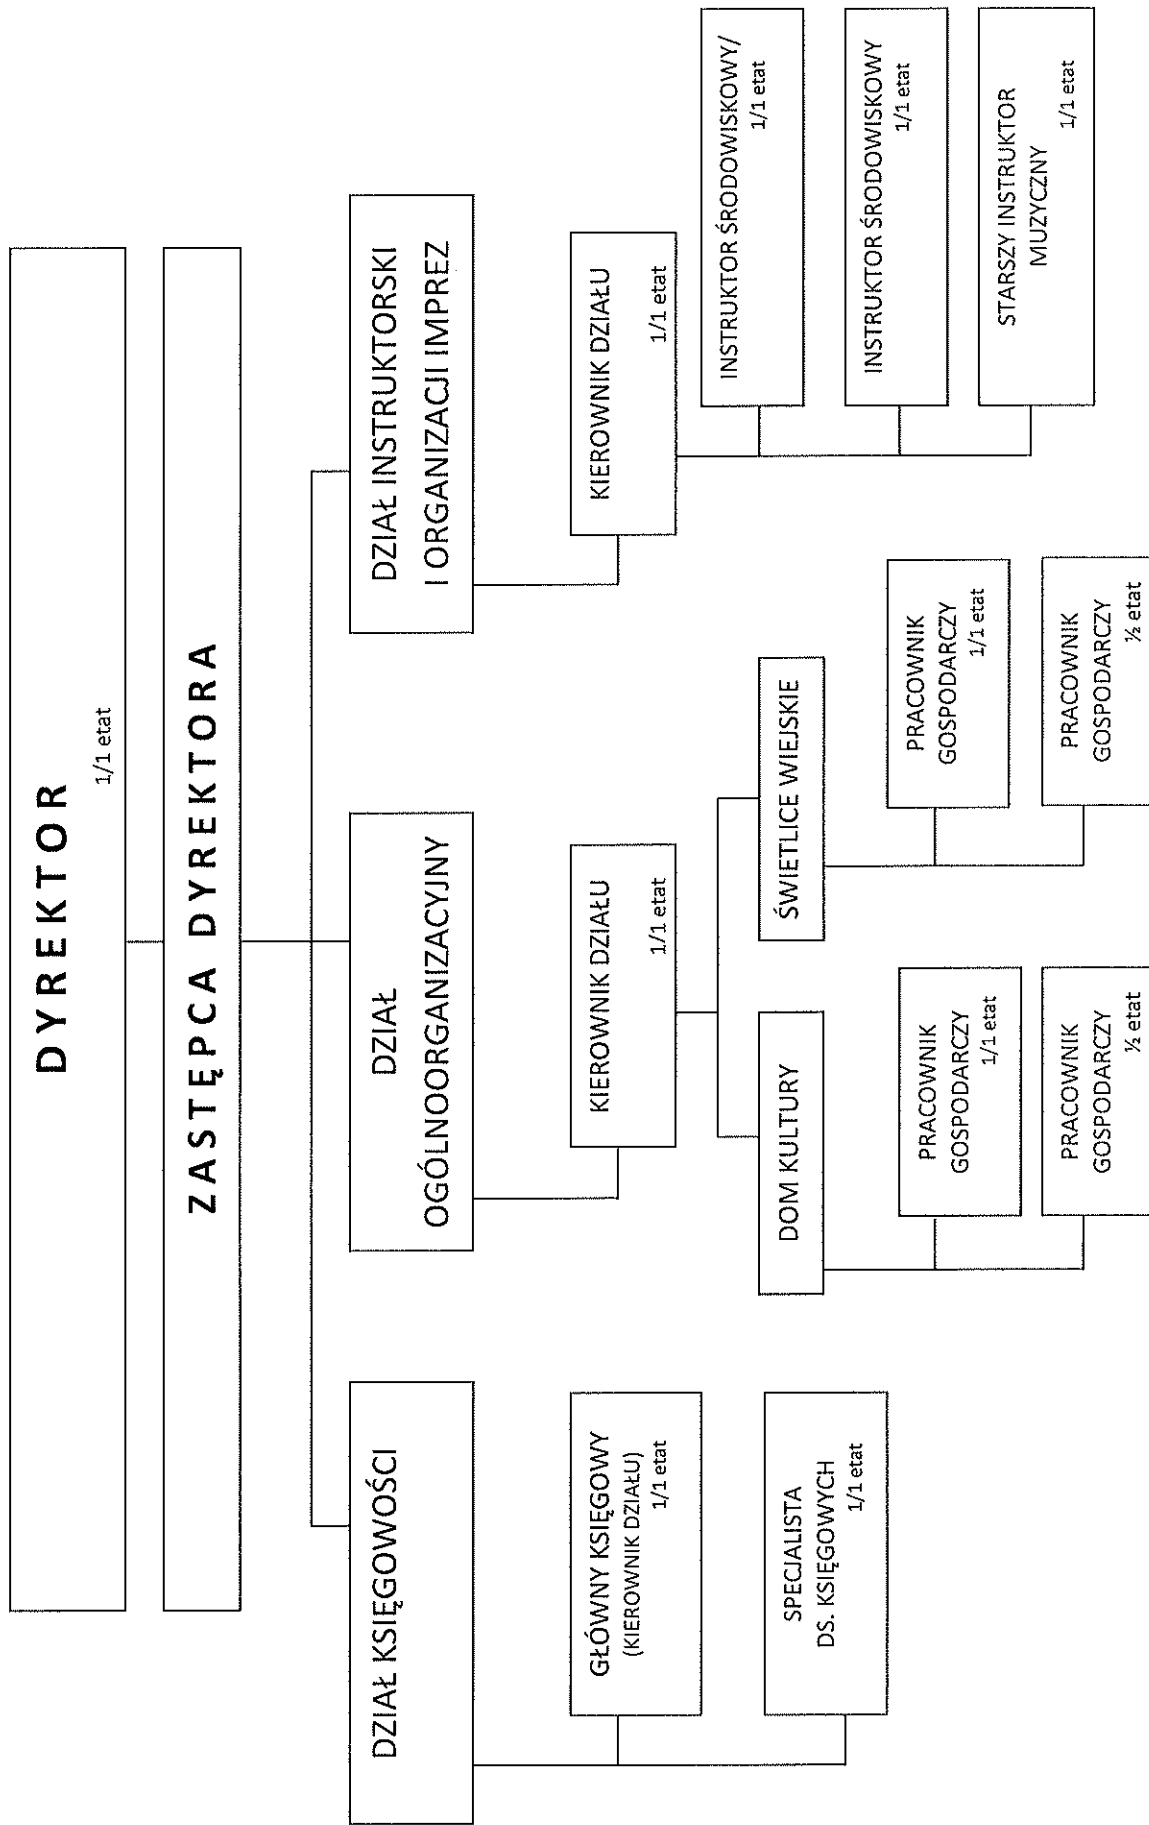 DYREKTOR
1/1 etat
ZASTĘPCA DYREKTORA
DZIAŁ KSIĘGOWOŚCI
GŁÓWNY KSIĘGOWY
(KIEROWNIK DZIAŁU)
1/1 etat
SPECJALISTA
DS. KSIĘGOWYCH
1/1 etat
DZIAŁ
OGÓLNOORGANIZACYJNY
KIEROWNIK DZIAŁU
1/1 etat
DOM KULTURY
PRACOWNIK
GOSPODARCZY
1/1 etat
PRACOWNIK
GOSPODARCZY
½ etat
ŚWIETLICE WIEJSKIE
PRACOWNIK
GOSPODARCZY
1/1 etat
PRACOWNIK
GOSPODARCZY
½ etat
DZIAŁ INSTRUKTORSKI
I ORGANIZACJI IMPREZ
KIEROWNIK DZIAŁU
1/1 etat
INSTRUKTOR ŚRODOWISKOWY/
1/1 etat
INSTRUKTOR ŚRODOWISKOWY
1/1 etat
STARSZY INSTRUKTOR
MUZYCZNY
1/1 etat